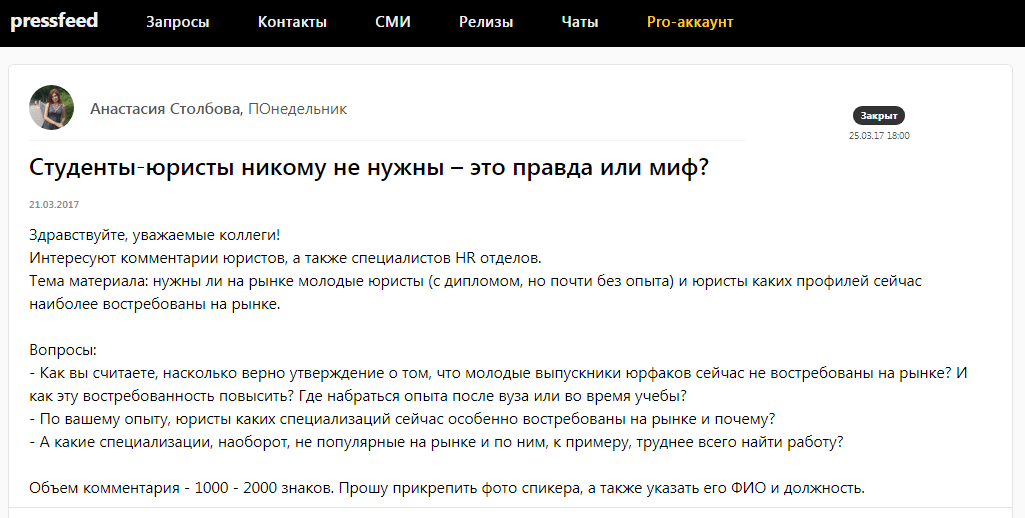 pressfeed Запросы Контакты СМИ Релизы Чаты Pro-аккаунт
Анастасия Столбова, ПОнедельник
Закрыт
25.03.17 18:00
Студенты-юристы никому не нужны – это правда или миф?
21.03.2017
Здравствуйте, уважаемые коллеги!
Интересуют комментарии юристов, а также специалистов HR отделов.
Тема материала: нужны ли на рынке молодые юристы (с дипломом, но почти без опыта) и юристы каких профилей сейчас
наиболее востребованы на рынке.
Вопросы:
- Как вы считаете, насколько верно утверждение о том, что молодые выпускники юрфаков сейчас не востребованы на рынке? И
как эту востребованность повысить? Где набраться опыта после вуза или во время учебы?
- По вашему опыту, юристы каких специализаций сейчас особенно востребованы на рынке и почему?
- А какие специализации, наоборот, не популярные на рынке и по ним, к примеру, труднее всего найти работу?
Объем комментария - 1000 - 2000 знаков. Прошу прикрепить фото спикера, а также указать его ФИО и должность.